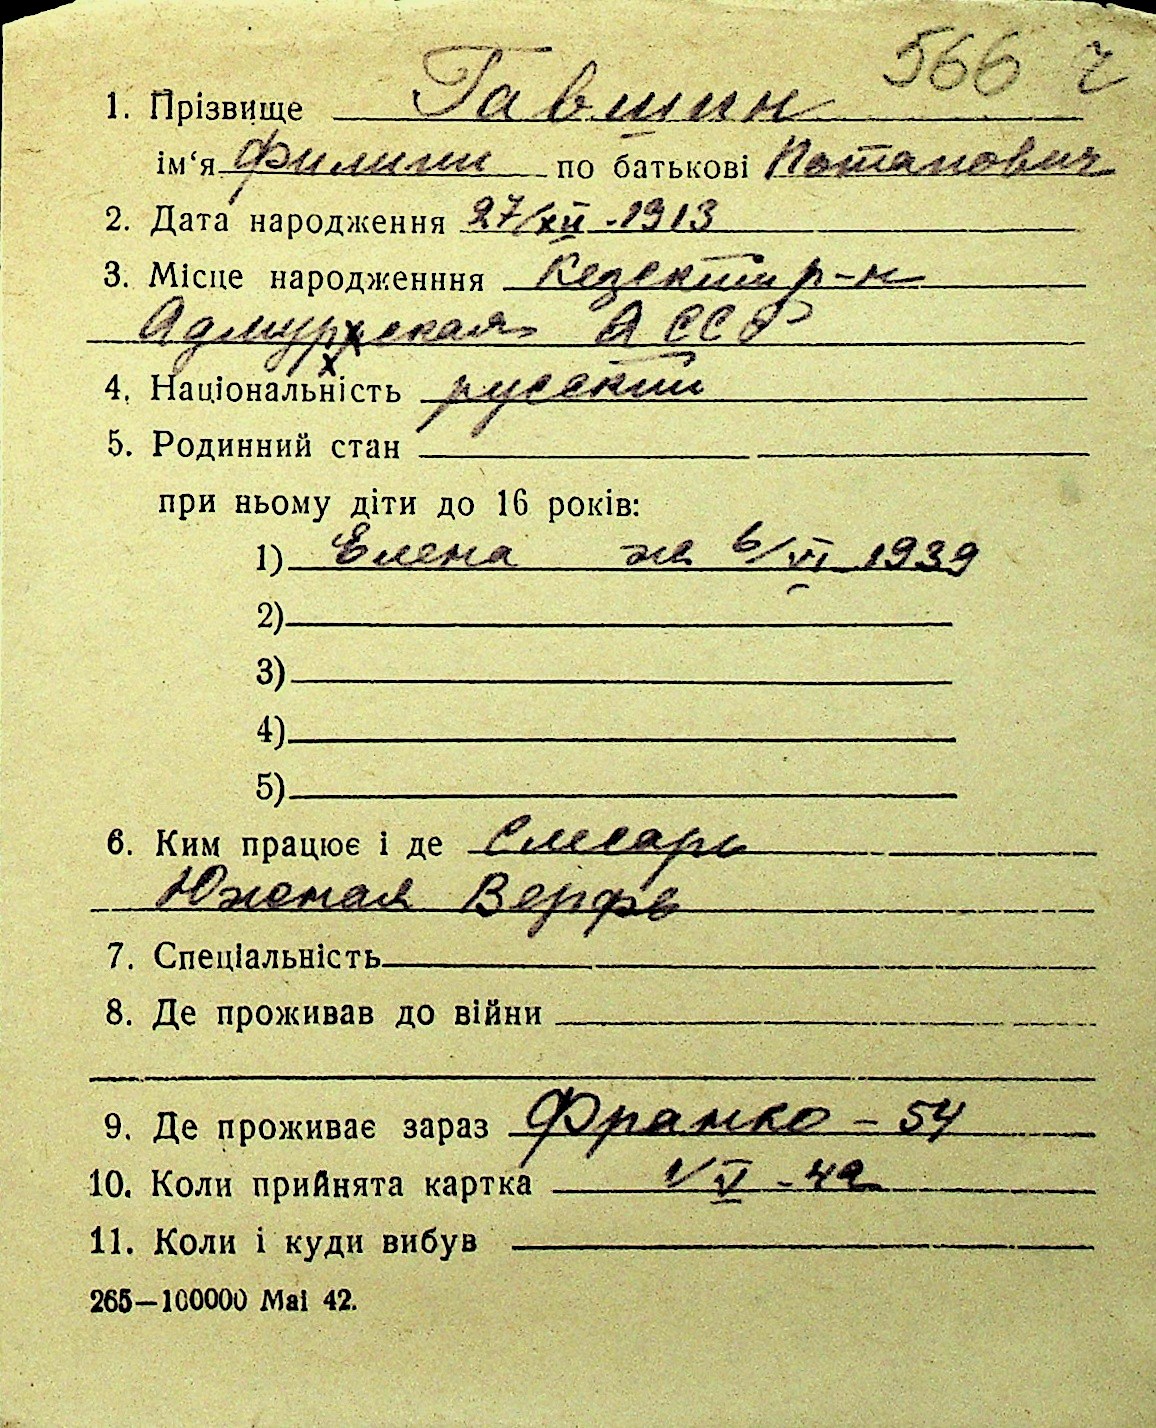 566 г
1. Прізвище Гавшин
ім'я Филипп по батькові Потапович
2. Дата народження 27/XII - 1913
3. Місце народженння Кезский р-н
Адмурская АССР
4. Національність русский
5. Родинний стан
при ньому діти до 16 років:
1) Елена 6/VI 1939
2)
3)
4)
5)
6. Ким працює і де Слесарь
Южная Верфь
7. Спеціальність
8. Де проживав до війни
9. Де проживає зараз Франко - 54
10. Коли прийнята картка 1/V - 42
11. Коли і куди вибув
265—100000 Маі 42.